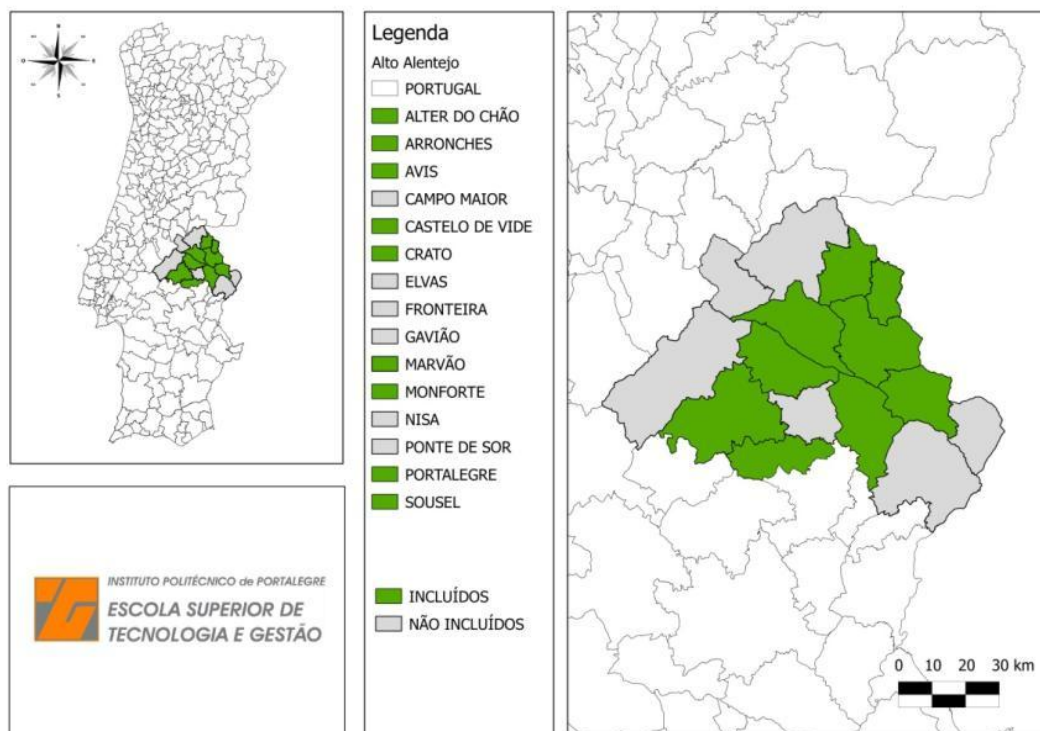 Legenda
Alto Alentejo
PORTUGAL
ALTER DO CHÃO
ARRONCHES
AVIS
CAMPO MAIOR
CASTELO DE VIDE
CRATO
ELVAS
FRONTEIRA
GAVIÃO
MARVÃO
MONFORTE
NISA
PONTE DE SOR
PORTALEGRE
SOUSEL
INCLUÍDOS
NÃO INCLUÍDOS
INSTITUTO POLITÉCNICO de PORTALEGRE
ESCOLA SUPERIOR DE
TECNOLOGIA E GESTÃO
0 10 20 30 km